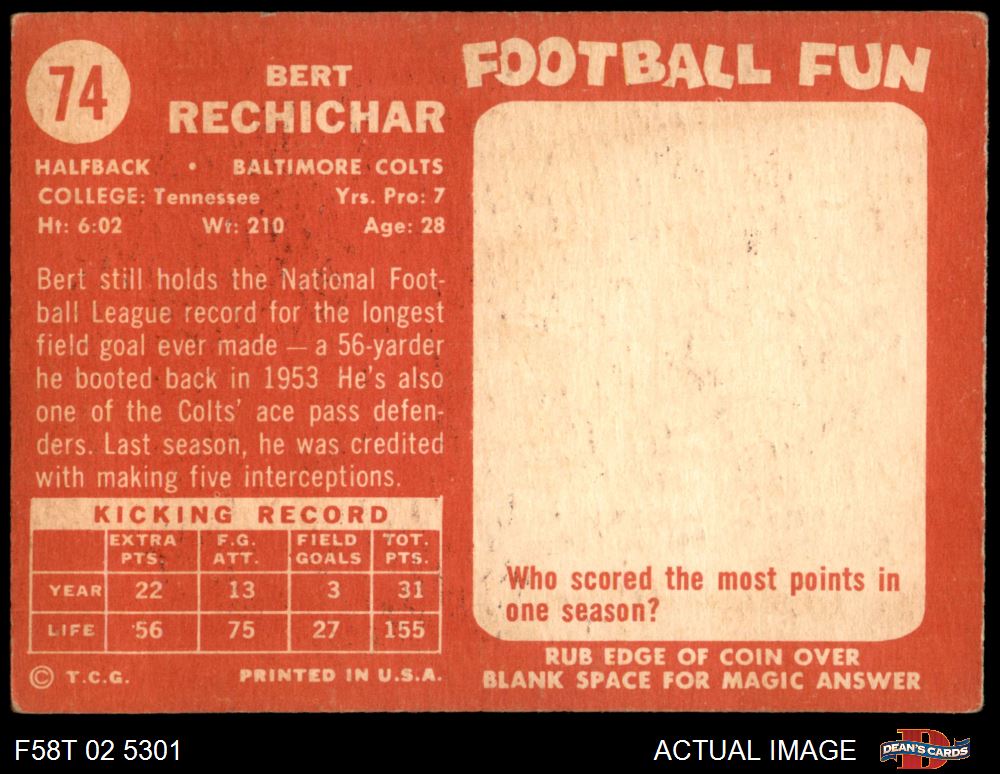 74
BERT
RECHICHAR
HALFBACK • BALTIMORE COLTS
COLLEGE: Tennessee Yrs. Pro: 7
Ht: 6:02 Wt: 210 Age: 28
Bert still holds the National Foot-
ball League record for the longest
field goal ever made — a 56-yarder
he booted back in 1953 He's also
one of the Colts' ace pass defen-
ders. Last season, he was credited
with making five interceptions.
KICKING RECORD
EXTRA PTS. F.G. ATT. FIELD GOALS TOT. PTS.
YEAR 22 13 3 31
LIFE 56 75 27 155
© T.C.G. PRINTED IN U.S.A.
FOOTBALL FUN
Who scored the most points in
one season?
RUB EDGE OF COIN OVER
BLANK SPACE FOR MAGIC ANSWER
F58T 02 5301 ACTUAL IMAGE DEAN'S CARDS